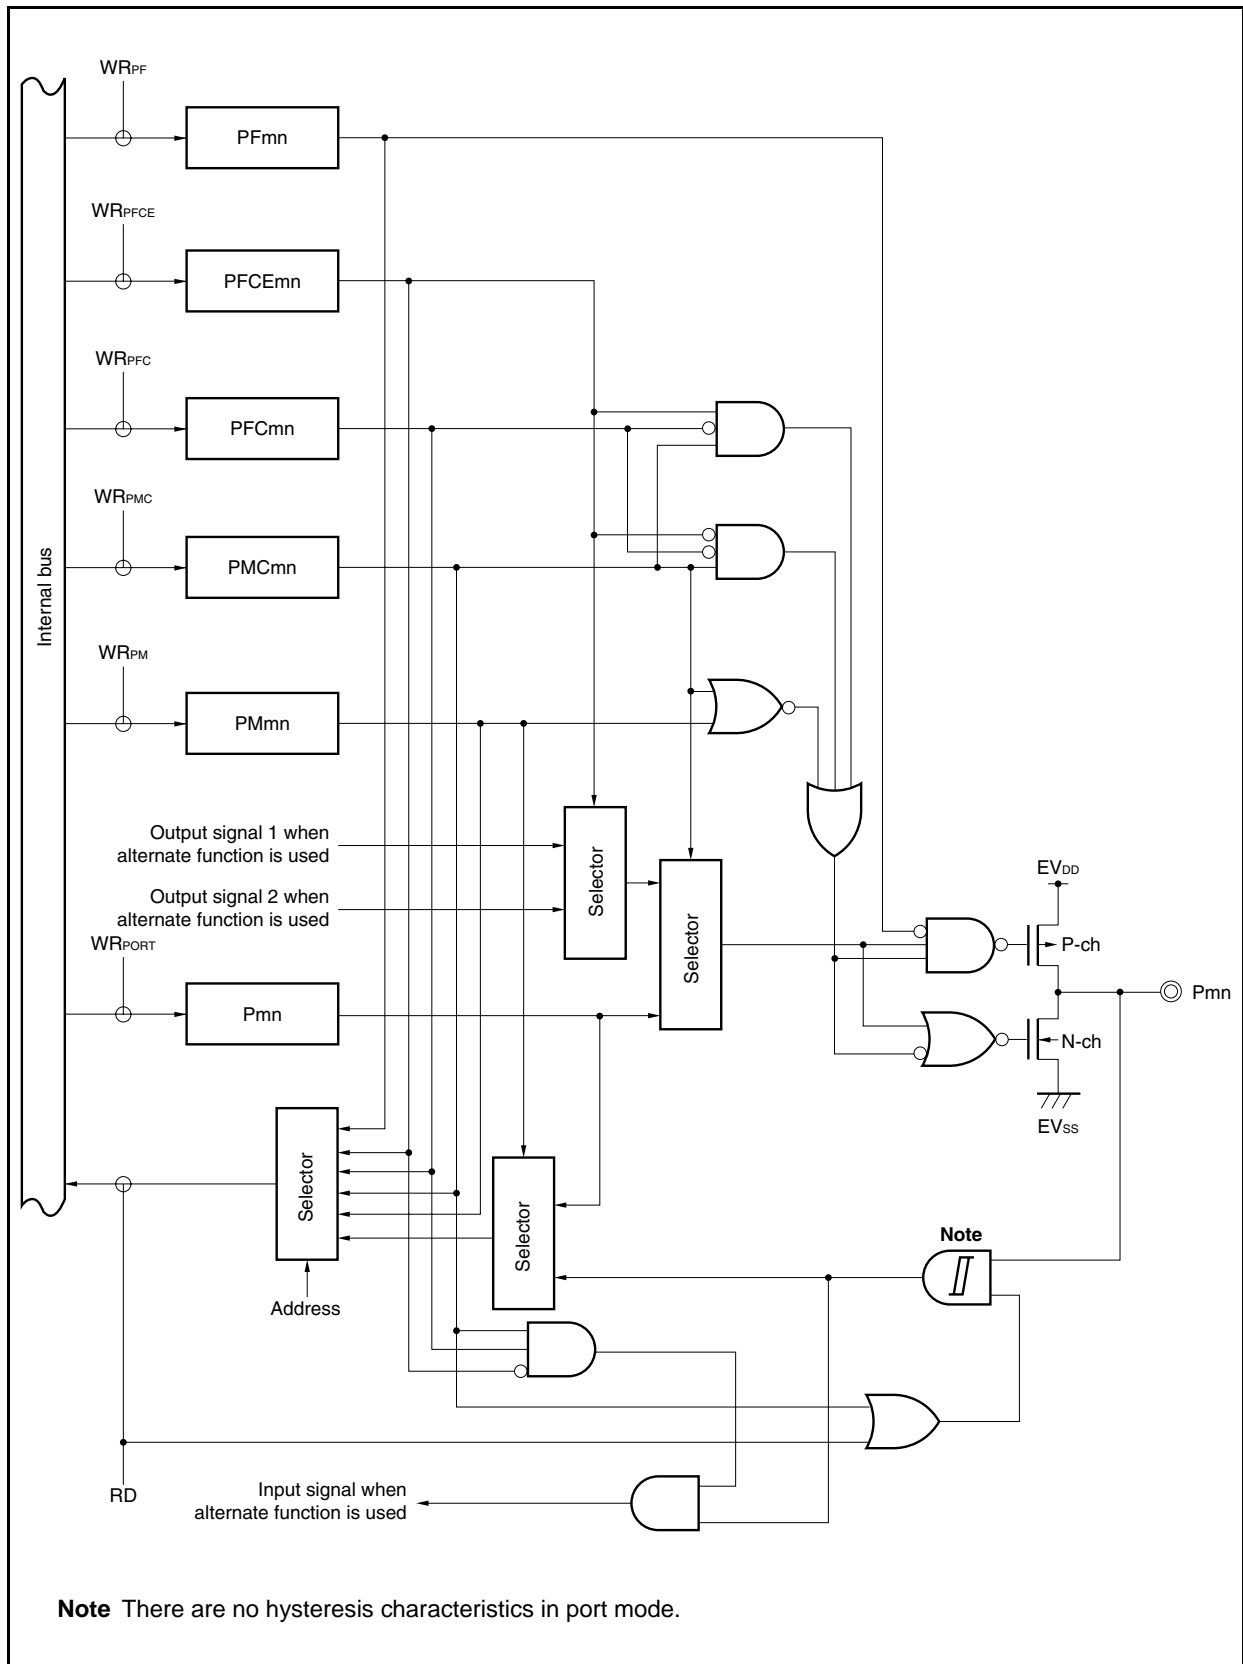 WRPF
PFmn
WRPFCE
PFCEmn
WRPFC
PFCmn
WRPMC
PMCmn
Internal bus
WRPM
PMmn
Output signal 1 when
alternate function is used
Output signal 2 when
alternate function is used
Selector
Selector
WRPORT
Pmn
EVDD
P-ch
Pmn
N-ch
EVSS
Selector
Selector
Address
Note
RD
Input signal when
alternate function is used
Note There are no hysteresis characteristics in port mode.